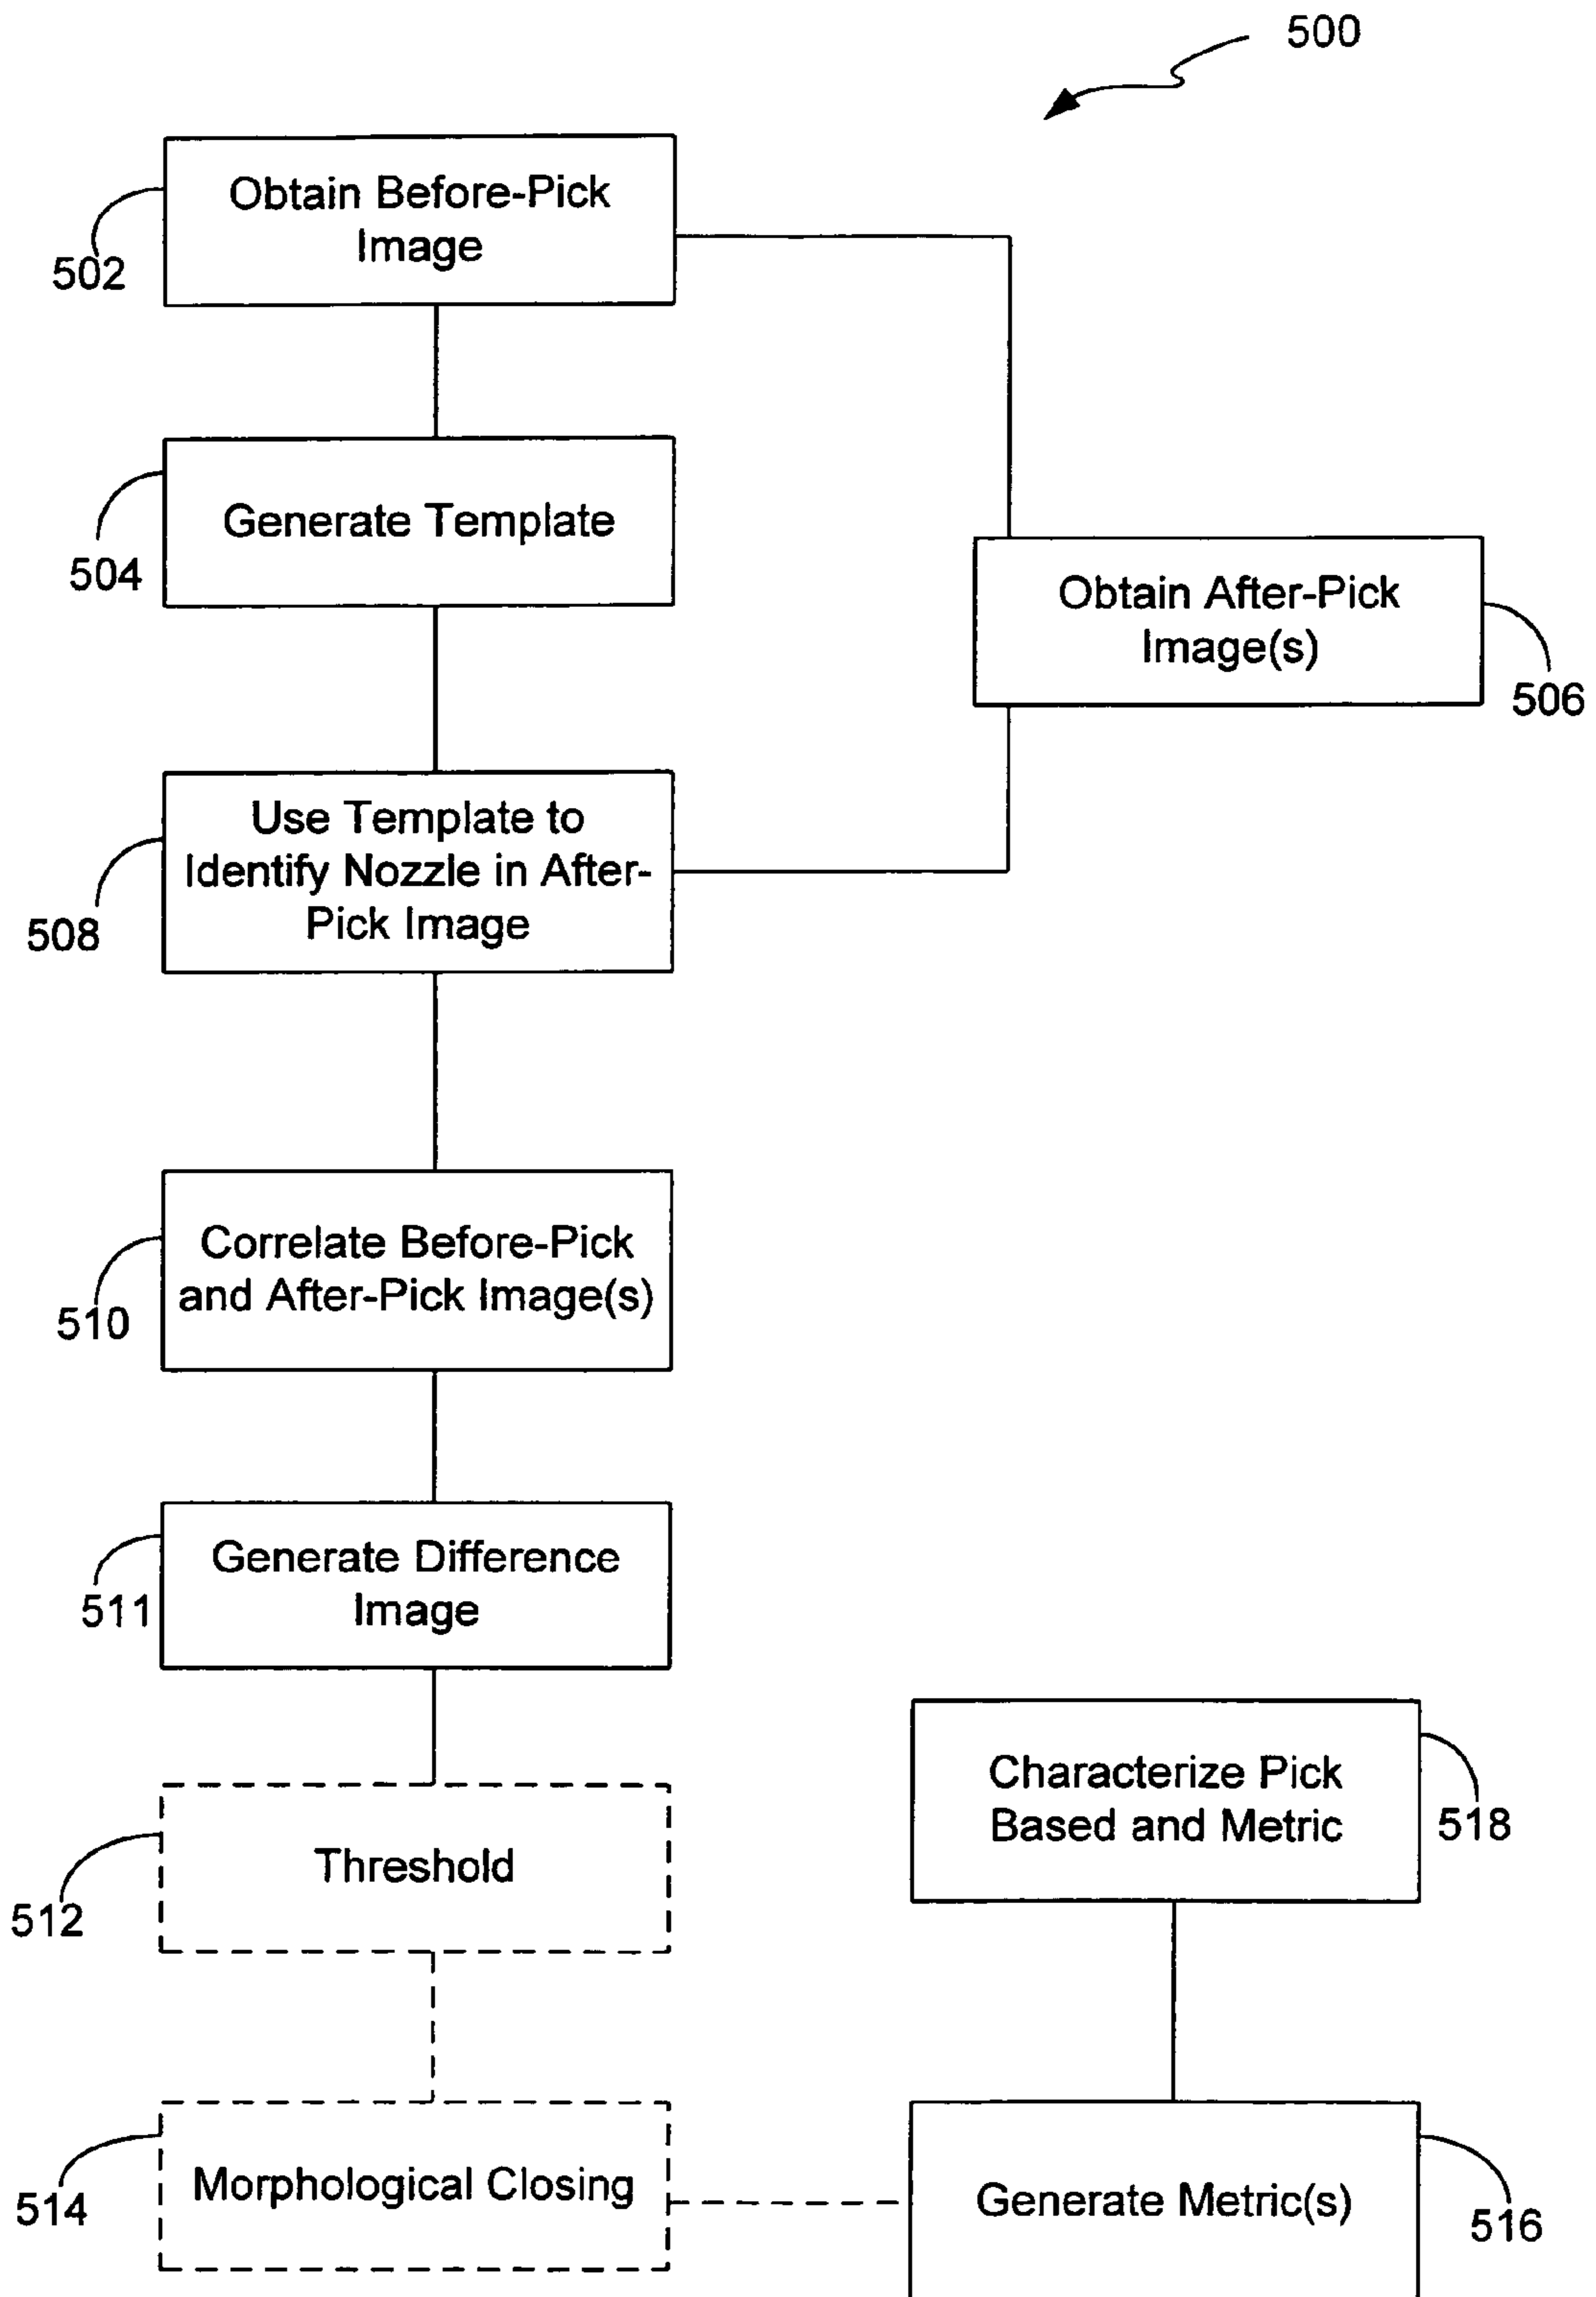 500
Obtain Before-Pick
Image
502
Generate Template
504
Obtain After-Pick
Image(s)
506
Use Template to
Identify Nozzle in After-
Pick Image
508
Correlate Before-Pick
and After-Pick Image(s)
510
Generate Difference
Image
511
Characterize Pick
Based and Metric
518
Threshold
512
Morphological Closing
514
Generate Metric(s)
516